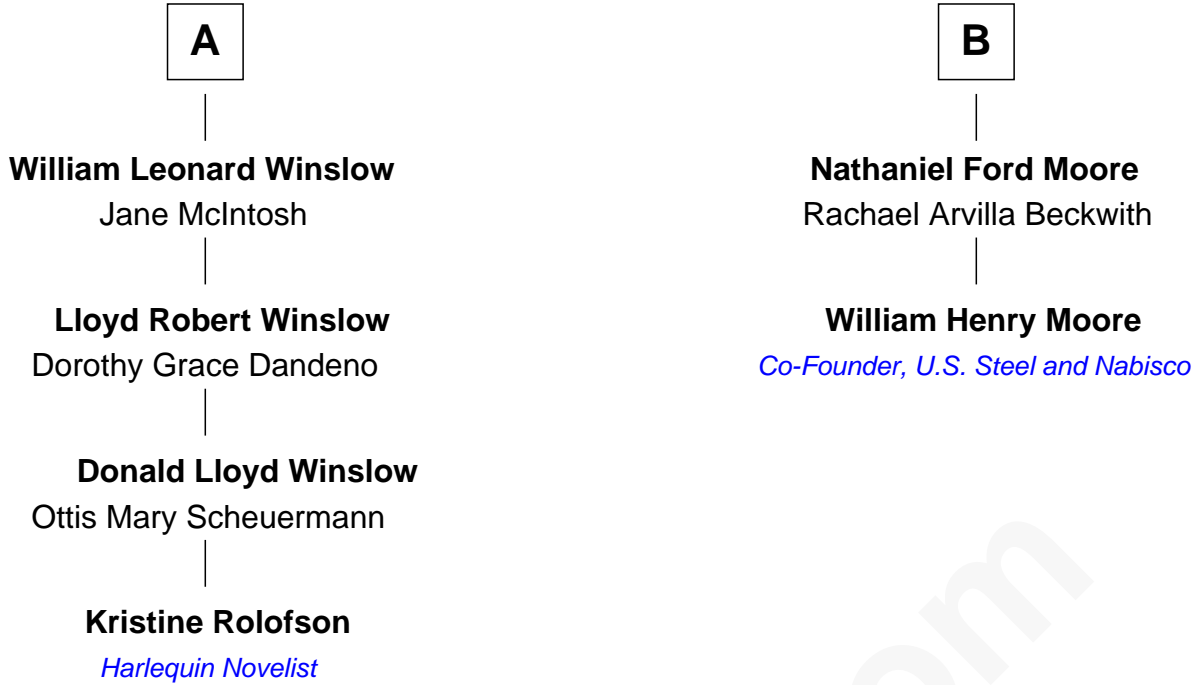 A
William Leonard Winslow
Jane McIntosh
Lloyd Robert Winslow
Dorothy Grace Dandeno
Donald Lloyd Winslow
Ottis Mary Scheuermann
Kristine Rolofson
Harlequin Novelist
B
Nathaniel Ford Moore
Rachael Arvilla Beckwith
William Henry Moore
Co-Founder, U.S. Steel and Nabisco
om